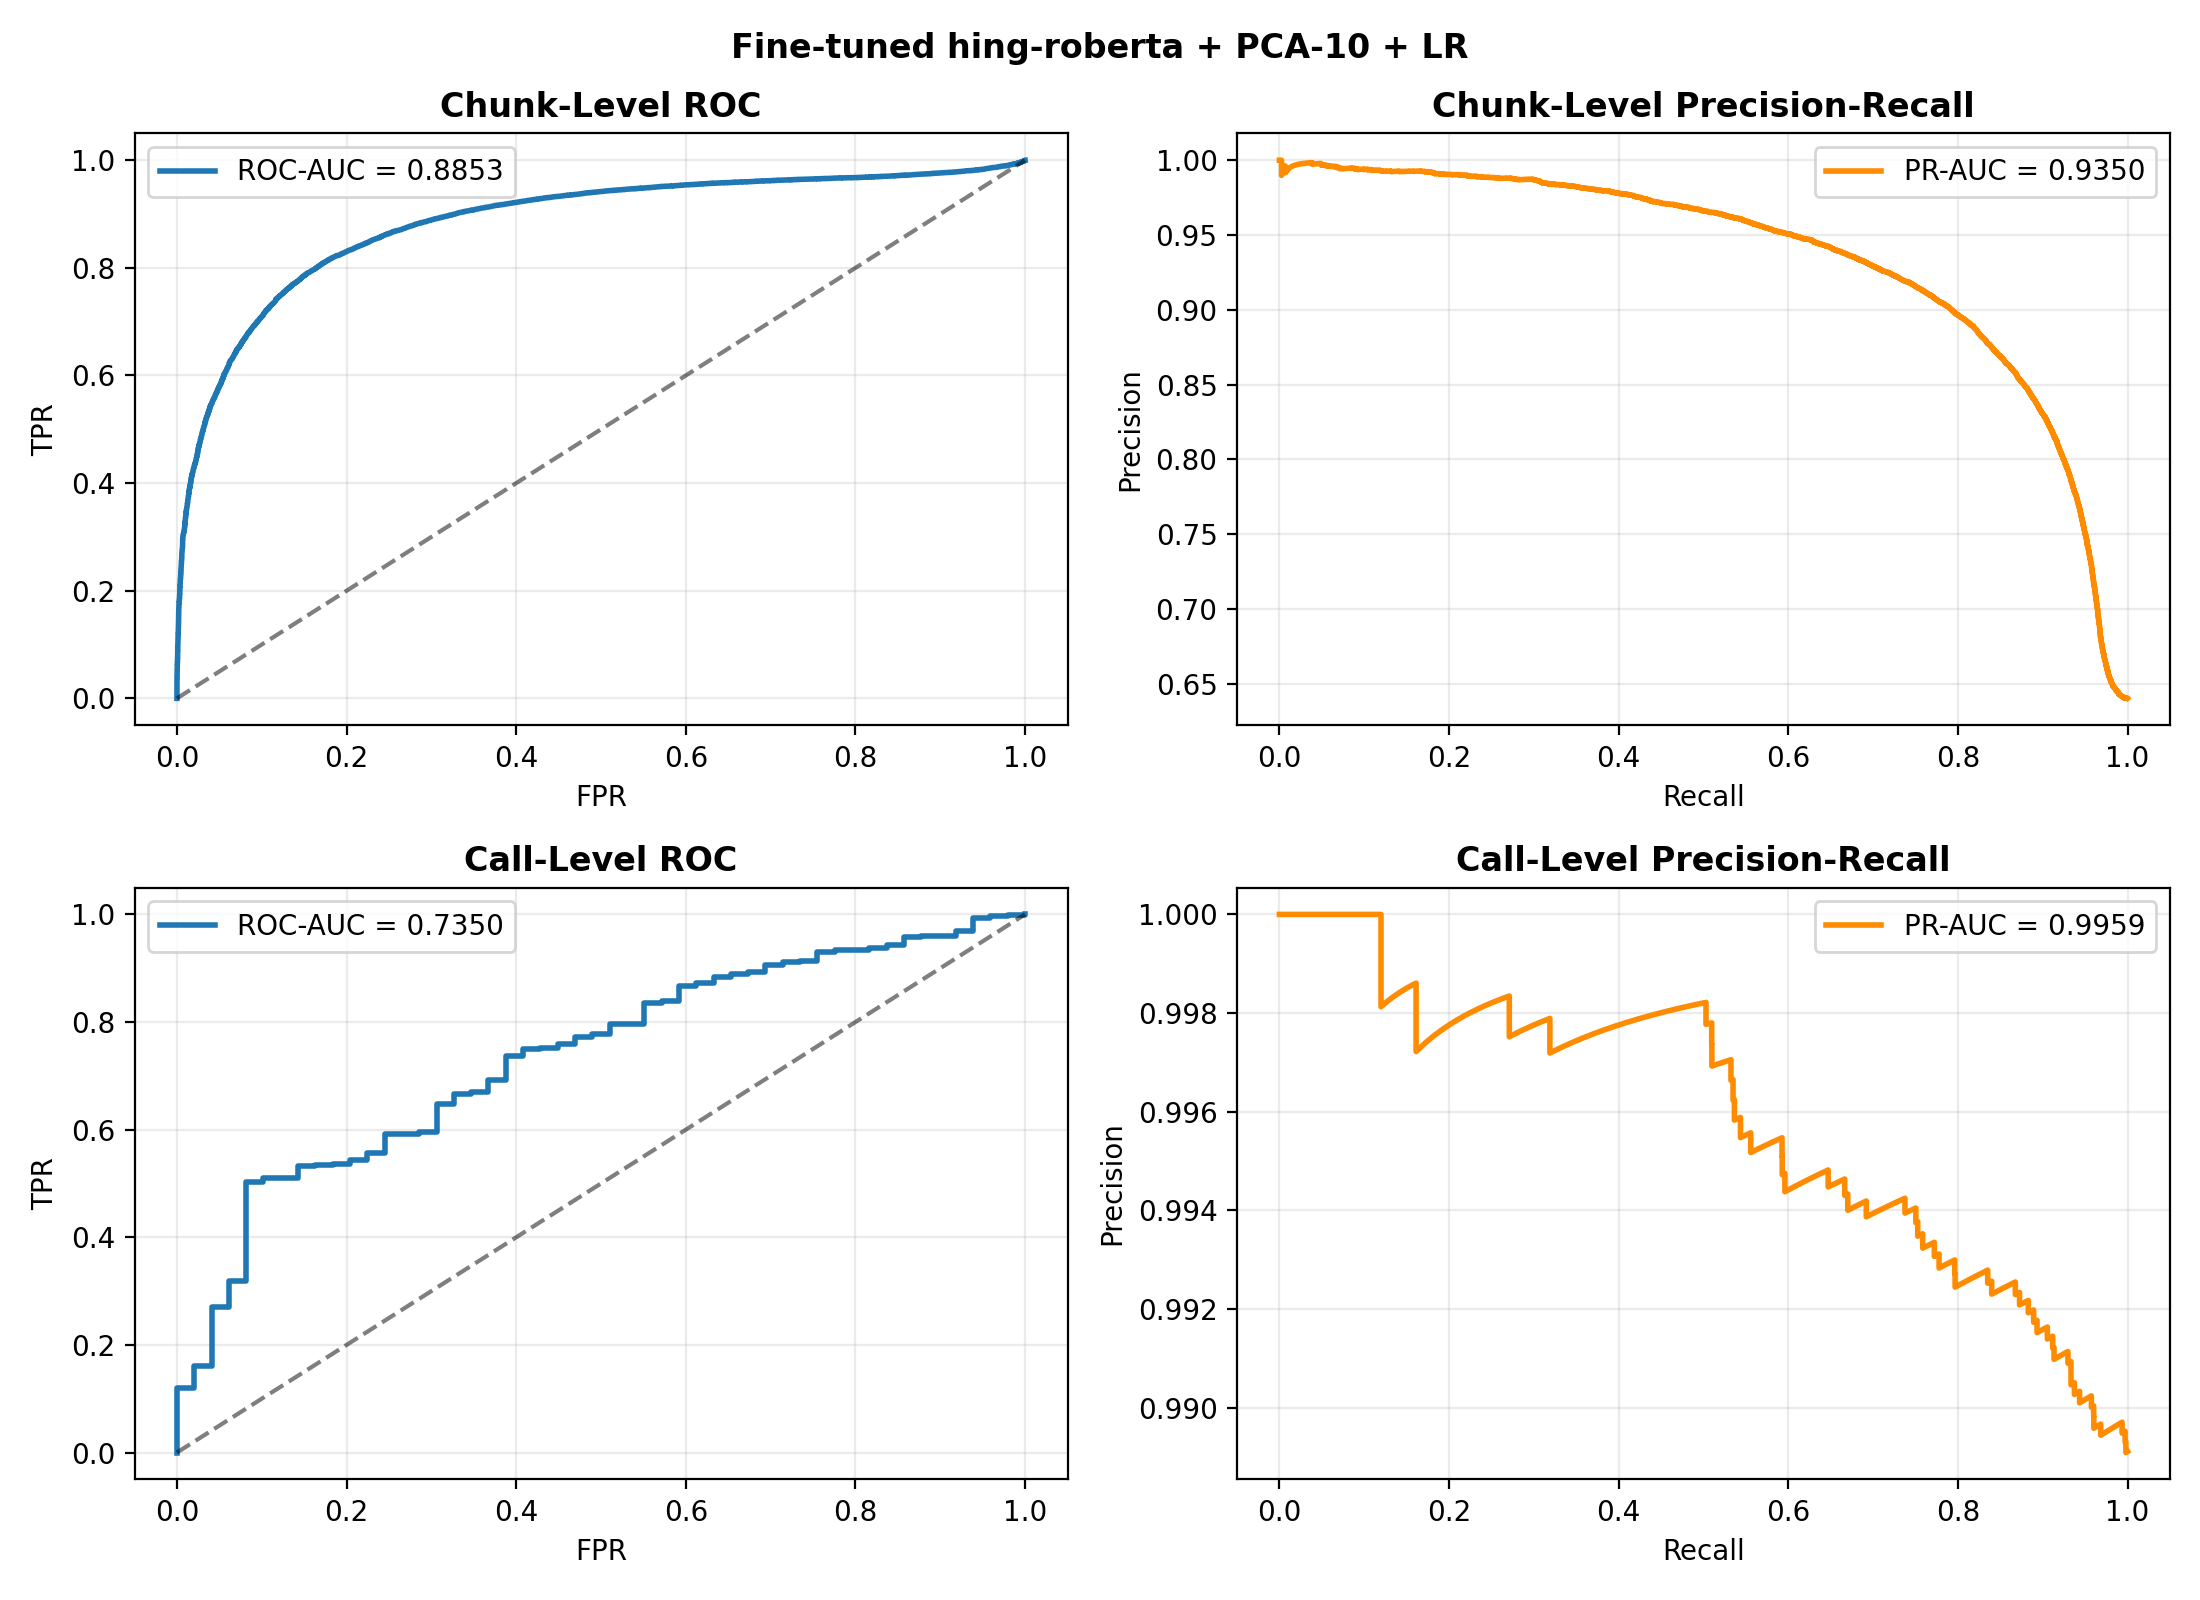 Fine-tuned hing-roberta + PCA-10 + LR
Chunk-Level ROC
ROC-AUC = 0.8853
1.0
0.8
0.6
0.4
0.2
0.0
TPR
0.0 0.2 0.4 0.6 0.8 1.0
FPR
Chunk-Level Precision-Recall
PR-AUC = 0.9350
1.00
0.95
0.90
0.85
0.80
0.75
0.70
0.65
Precision
0.0 0.2 0.4 0.6 0.8 1.0
Recall
Call-Level ROC
ROC-AUC = 0.7350
1.0
0.8
0.6
0.4
0.2
0.0
TPR
0.0 0.2 0.4 0.6 0.8 1.0
FPR
Call-Level Precision-Recall
PR-AUC = 0.9959
1.000
0.998
0.996
0.994
0.992
0.990
Precision
0.0 0.2 0.4 0.6 0.8 1.0
Recall